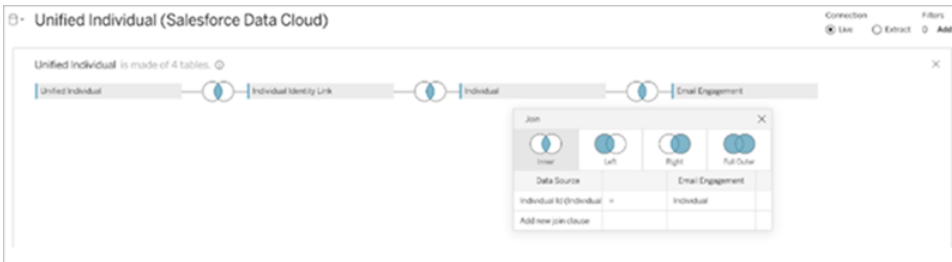 Unified Individual (Salesforce Data Cloud)
Connection
Live
Extract
Filters
0 Add
Unified Individual is made of 4 tables.
Unified Individual
Individual Identity Link
Individual
Email Engagement
Join
Inner
Left
Right
Full Outer
Data Source
Email Engagement
Individual Id (Individual
=
Individual
Add new join clause